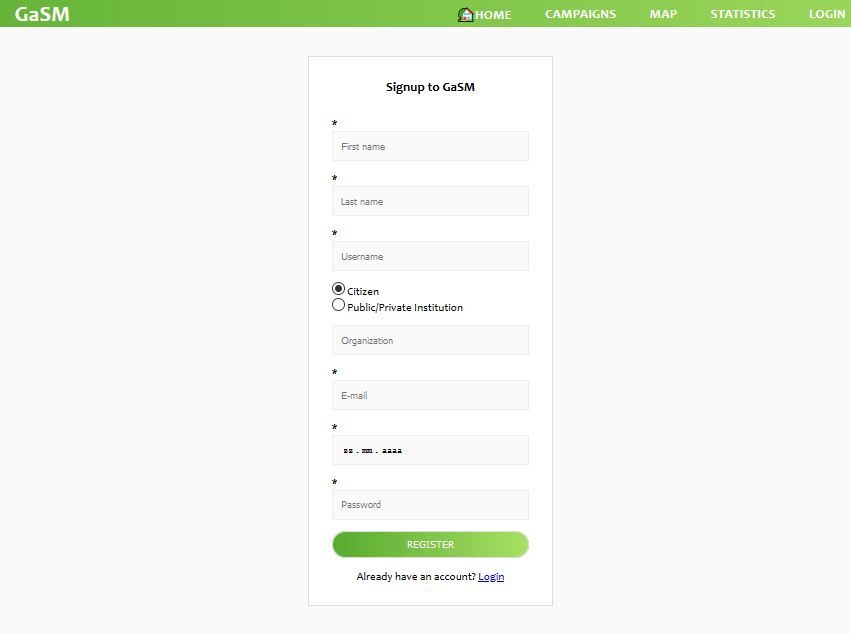 GaSM
HOME CAMPAIGNS MAP STATISTICS LOGIN
Signup to GaSM
*
First name
*
Last name
*
Username
Citizen
Public/Private Institution
Organization
*
E-mail
*
zz . mm . aaaa
*
Password
REGISTER
Already have an account? Login